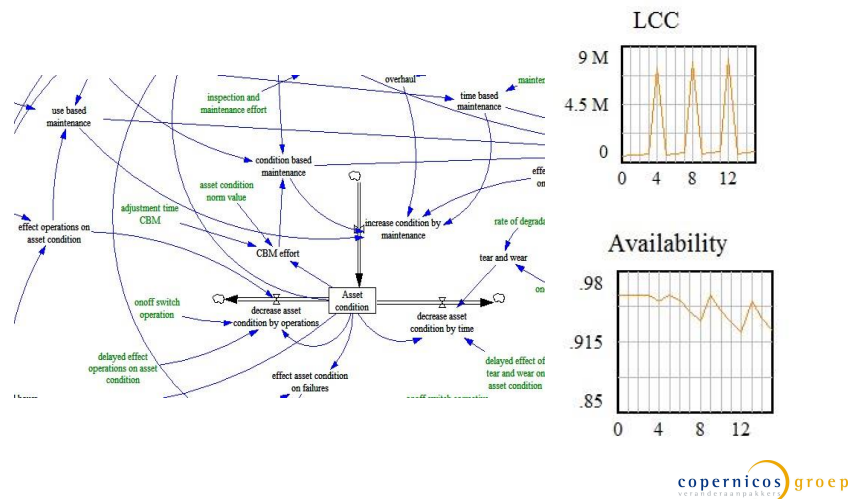 LCC
9 M
4.5 M
0
0 4 8 12
Availability
.98
.915
.85
0 4 8 12
overhaul
time based
maintenance
inspection and
maintenance effort
use based
maintenance
condition based
maintenance
asset condition
norm value
adjustment time
CBM
effect operations on
asset condition
increase condition by
maintenance
rate of degrada
CBM effort
tear and wear
on
Asset
condition
onoff switch
operation
decrease asset
condition by operations
decrease asset
condition by time
delayed effect
operations on asset
condition
effect asset condition
on failures
delayed effect of
tear and wear on
asset condition
copernicos groep
veranderaanpakkers